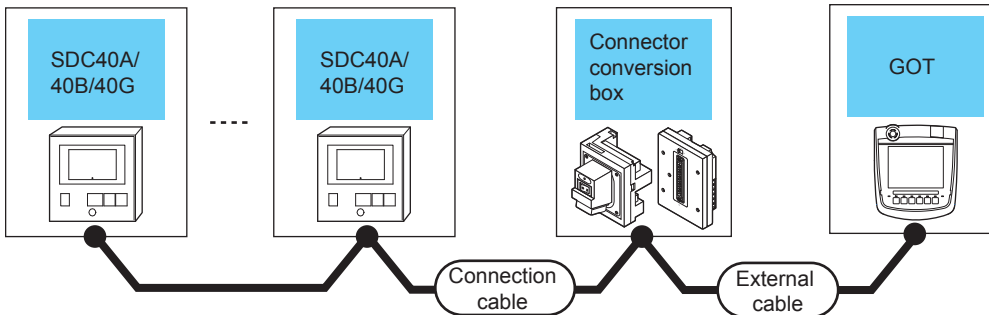 SDC40A/
40B/40G
SDC40A/
40B/40G
Connector
conversion
box
GOT
Connection
cable
External
cable